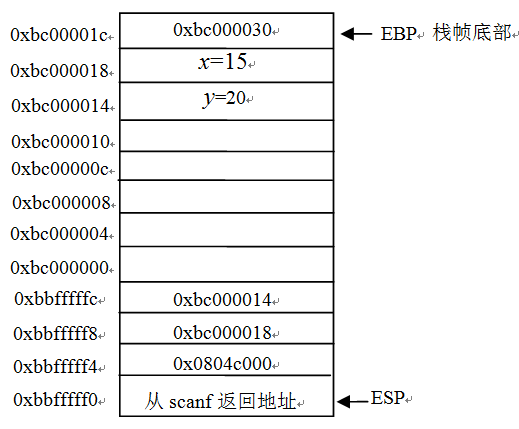 0xbc00001c 0xbc000030 EBP 栈帧底部
0xbc000018 x=15
0xbc000014 y=20
0xbc000010
0xbc00000c
0xbc000008
0xbc000004
0xbc000000
0xbbfffffc 0xbc000014
0xbbfffff8 0xbc000018
0xbbfffff4 0x0804c000
0xbbfffff0 从 scanf 返回地址 ESP